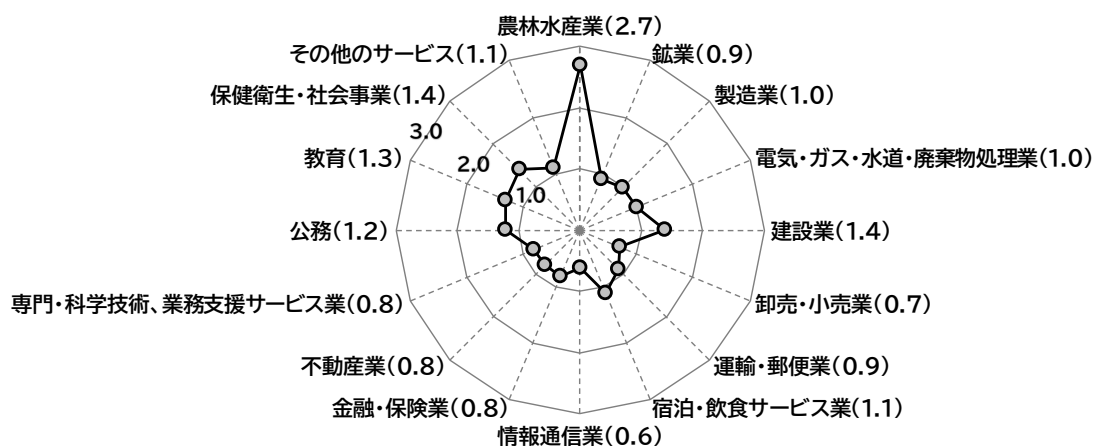 農林水産業(2.7)
鉱業(0.9)
製造業(1.0)
電気・ガス・水道・廃棄物処理業(1.0)
建設業(1.4)
卸売・小売業(0.7)
運輸・郵便業(0.9)
宿泊・飲食サービス業(1.1)
情報通信業(0.6)
金融・保険業(0.8)
不動産業(0.8)
専門・科学技術、業務支援サービス業(0.8)
公務(1.2)
教育(1.3)
保健衛生・社会事業(1.4)
その他のサービス(1.1)
3.0
2.0
1.0